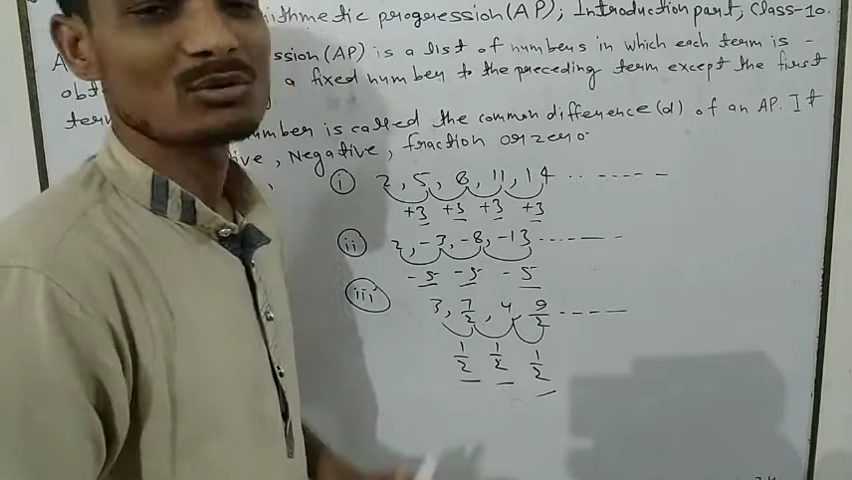 ithmetic progression (AP); Introduction part, Class-10.
A ssion (AP) is a list of numbers in which each term is -
obt a fixed number to the preceding term except the first
term
umber is called the common difference (d) of an AP. It
ive, Negative, fraction or zero.
(i) 2, 5, 8, 11, 14 .. -----
+3 +3 +3 +3
(ii) 2, -3, -8, -13 -----
-5 -5 -5
(iii) 3, 7/2, 4, 9/2 -----
1/2 1/2 1/2